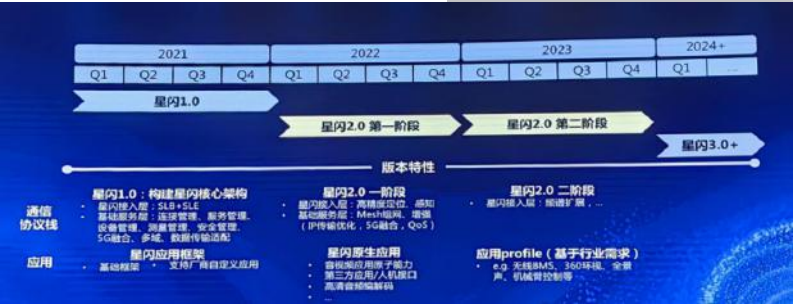 2021 2022 2023 2024+
Q1 Q2 Q3 Q4 Q1 Q2 Q3 Q4 Q1 Q2 Q3 Q4 Q1 ...
星闪1.0
星闪2.0 第一阶段
星闪2.0 第二阶段
星闪3.0+
版本特性
通信
协议栈
星闪1.0：构建星闪核心架构
• 星闪接入层：SLB+SLE
• 基础服务层：连接管理、服务管理、
设备管理、测量管理、安全管理、
5G融合、多域、数据传输适配
星闪2.0 一阶段
• 星闪接入层：高精度定位、感知
• 基础服务层：Mesh组网、增强
（IP传输优化，5G融合，QoS）
星闪2.0 二阶段
• 星闪接入层：频谱扩展，...
应用
星闪应用框架
• 基础框架 • 支持厂商自定义应用
星闪原生应用
• 音视频应用原子能力
• 第三方应用/人机接口
• 高清音频编解码
• ...
应用profile（基于行业需求）
• e.g. 无线BMS、360环视、全景
声、机械臂控制等